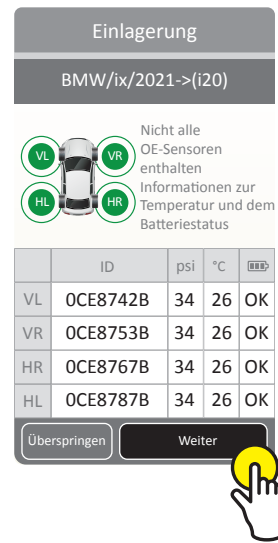 Einlagerung
BMW/ix/2021->(i20)
VL
VR
HL
HR
Nicht alle
OE-Sensoren
enthalten
Informationen zur
Temperatur und dem
Batteriestatus
ID psi °C
VL 0CE8742B 34 26 OK
VR 0CE8753B 34 26 OK
HR 0CE8767B 34 26 OK
HL 0CE8787B 34 26 OK
Überspringen Weiter